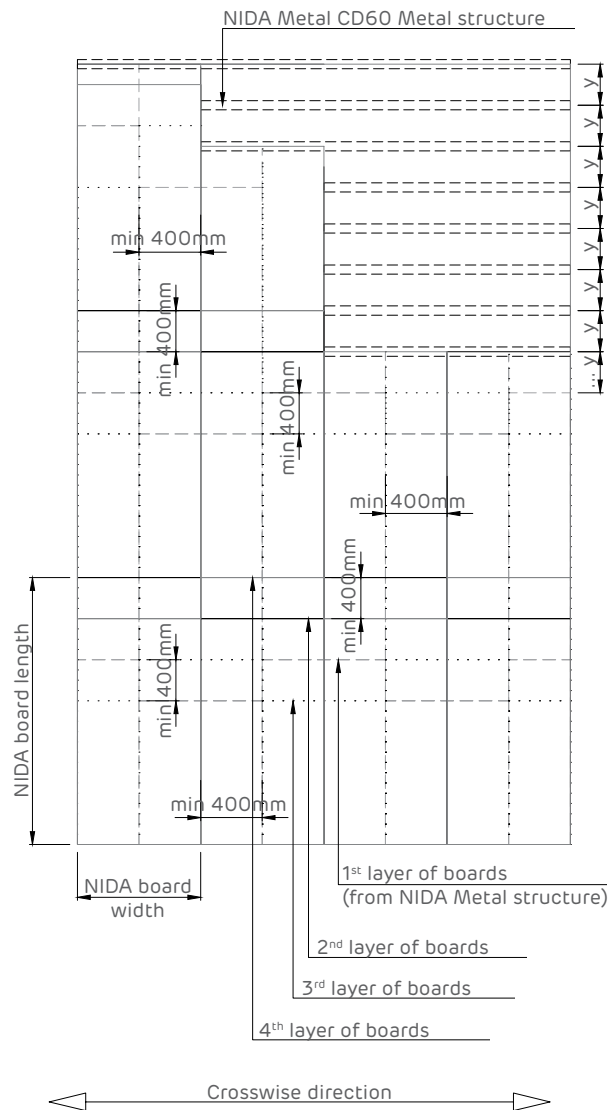 NIDA Metal CD60 Metal structure
y
y
y
y
y
y
y
... y
min 400mm
min 400mm
min 400mm
min 400mm
min 400mm
min 400mm
min 400mm
NIDA board length
NIDA board
width
1st layer of boards
(from NIDA Metal structure)
2nd layer of boards
3rd layer of boards
4th layer of boards
Crosswise direction